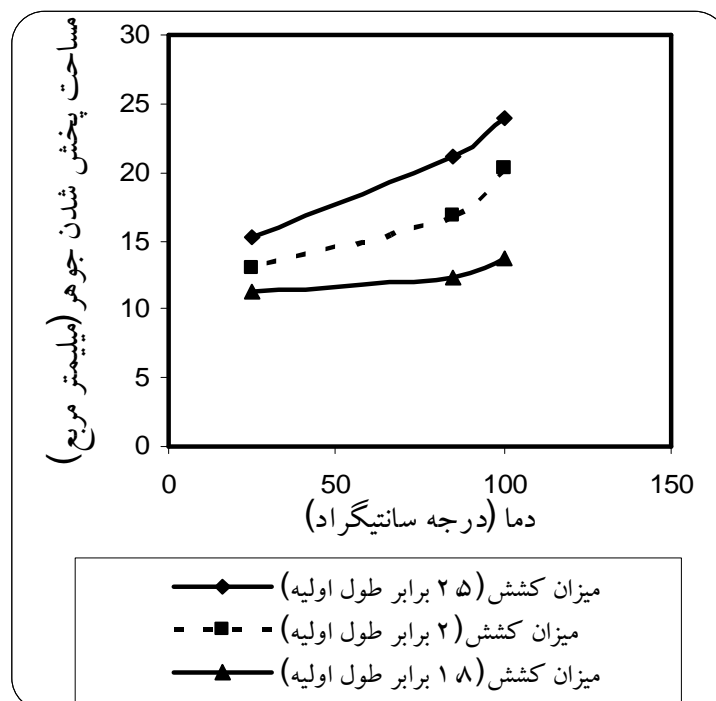 مساحت پخش شدن جوهر (میلیمتر مربع)
30
25
20
15
10
5
0
0 50 100 150
دما (درجه سانتیگراد)
میزان کشش(۲٫۵ برابر طول اولیه)
میزان کشش(۲ برابر طول اولیه)
میزان کشش(۱٫۸ برابر طول اولیه)